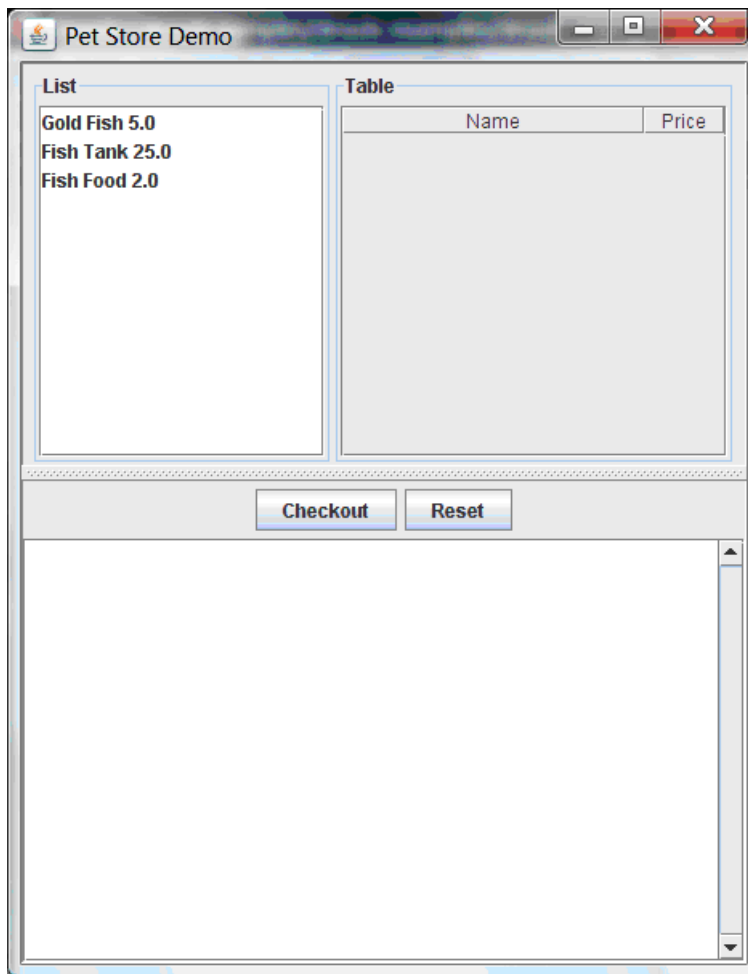 Pet Store Demo
List
Gold Fish 5.0
Fish Tank 25.0
Fish Food 2.0
Table
Name Price
Checkout Reset